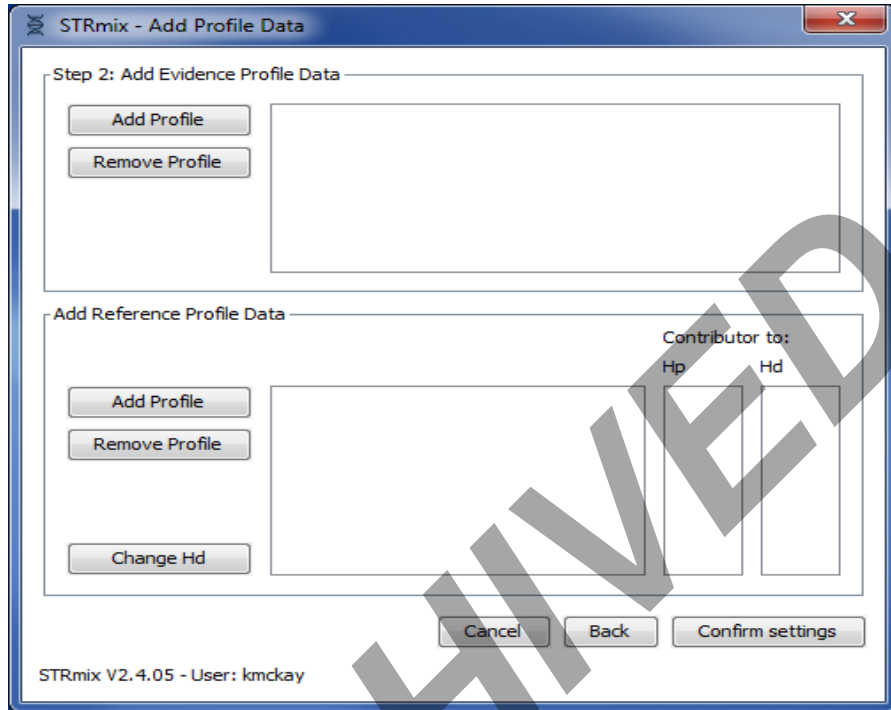 STRmix - Add Profile Data
Step 2: Add Evidence Profile Data
Add Profile
Remove Profile
Add Reference Profile Data
Contributor to:
Hp Hd
Add Profile
Remove Profile
Change Hd
Cancel Back Confirm settings
STRmix V2.4.05 - User: kmckay
HIVED